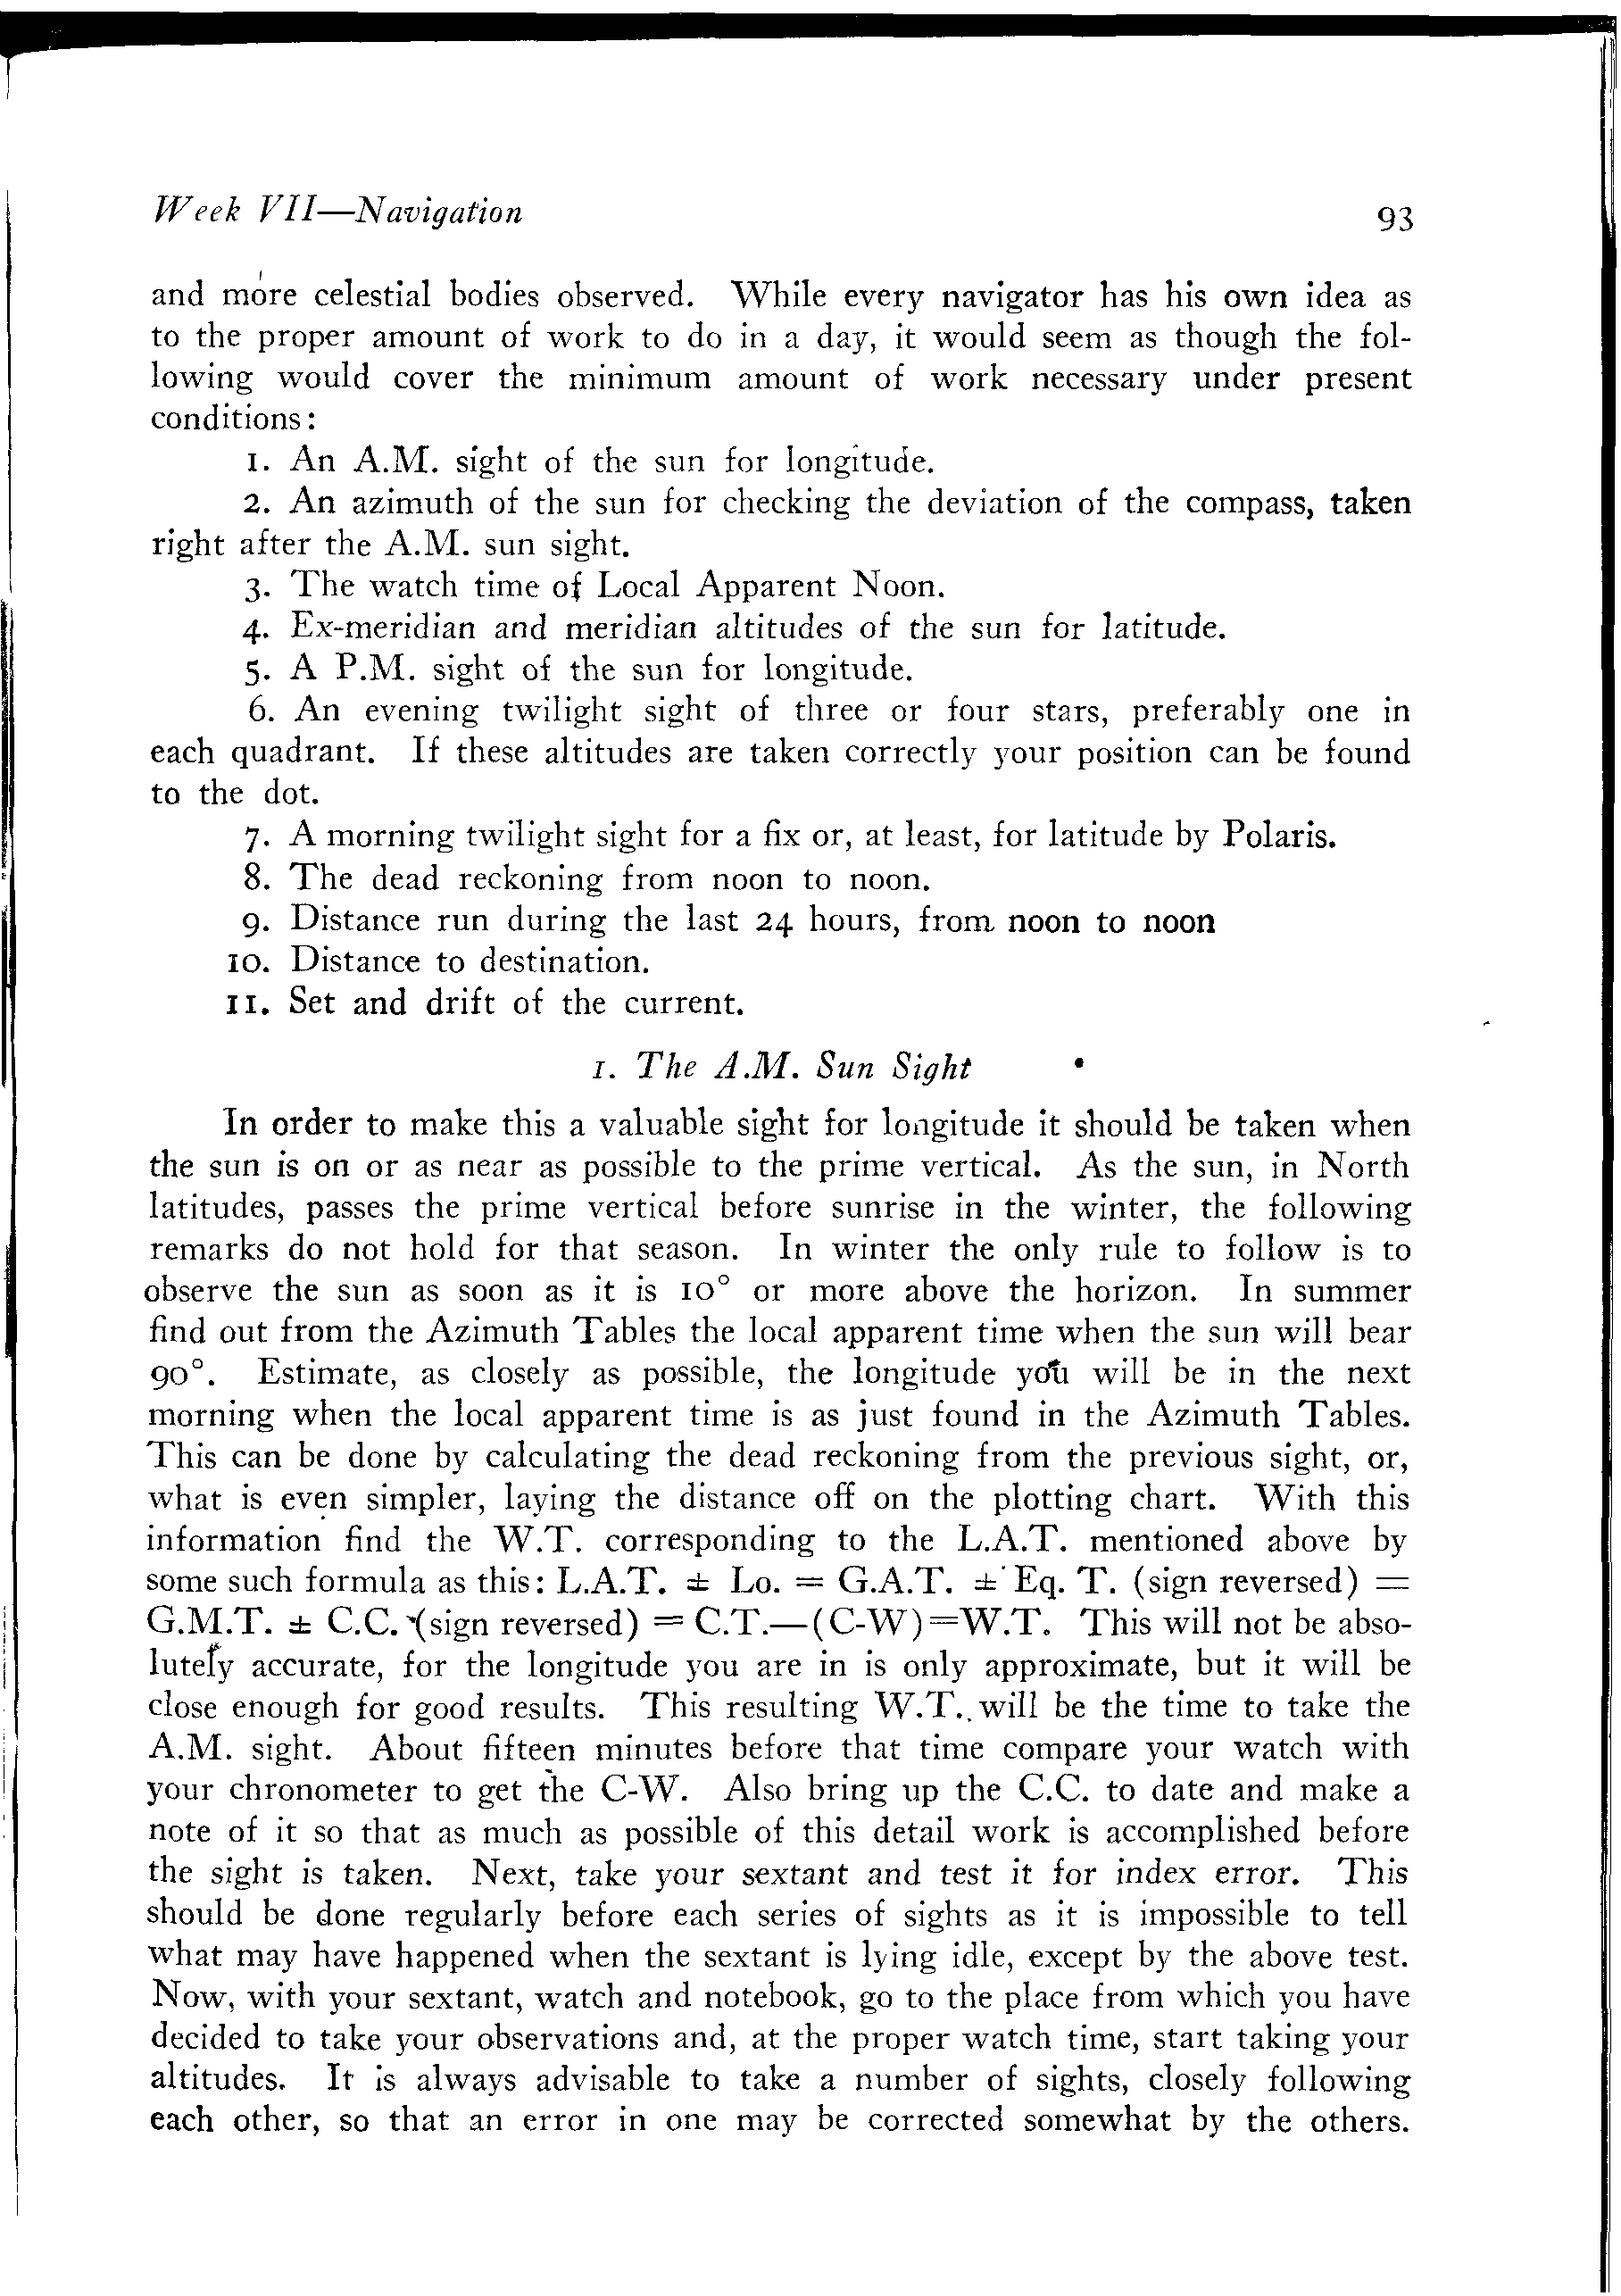 Week VII—Navigation 93
and more celestial bodies observed. While every navigator has his own idea as
to the proper amount of work to do in a day, it would seem as though the fol-
lowing would cover the minimum amount of work necessary under present
conditions:
1. An A.M. sight of the sun for longitude.
2. An azimuth of the sun for checking the deviation of the compass, taken
right after the A.M. sun sight.
3. The watch time of Local Apparent Noon.
4. Ex-meridian and meridian altitudes of the sun for latitude.
5. A P.M. sight of the sun for longitude.
6. An evening twilight sight of three or four stars, preferably one in
each quadrant. If these altitudes are taken correctly your position can be found
to the dot.
7. A morning twilight sight for a fix or, at least, for latitude by Polaris.
8. The dead reckoning from noon to noon.
9. Distance run during the last 24 hours, from noon to noon
10. Distance to destination.
11. Set and drift of the current.
1. The A.M. Sun Sight
In order to make this a valuable sight for longitude it should be taken when
the sun is on or as near as possible to the prime vertical. As the sun, in North
latitudes, passes the prime vertical before sunrise in the winter, the following
remarks do not hold for that season. In winter the only rule to follow is to
observe the sun as soon as it is 10° or more above the horizon. In summer
find out from the Azimuth Tables the local apparent time when the sun will bear
90°. Estimate, as closely as possible, the longitude you will be in the next
morning when the local apparent time is as just found in the Azimuth Tables.
This can be done by calculating the dead reckoning from the previous sight, or,
what is even simpler, laying the distance off on the plotting chart. With this
information find the W.T. corresponding to the L.A.T. mentioned above by
some such formula as this: L.A.T. ± Lo. = G.A.T. ± Eq. T. (sign reversed) =
G.M.T. ± C.C. (sign reversed) = C.T.—(C-W)=W.T. This will not be abso-
lutely accurate, for the longitude you are in is only approximate, but it will be
close enough for good results. This resulting W.T. will be the time to take the
A.M. sight. About fifteen minutes before that time compare your watch with
your chronometer to get the C-W. Also bring up the C.C. to date and make a
note of it so that as much as possible of this detail work is accomplished before
the sight is taken. Next, take your sextant and test it for index error. This
should be done regularly before each series of sights as it is impossible to tell
what may have happened when the sextant is lying idle, except by the above test.
Now, with your sextant, watch and notebook, go to the place from which you have
decided to take your observations and, at the proper watch time, start taking your
altitudes. It is always advisable to take a number of sights, closely following
each other, so that an error in one may be corrected somewhat by the others.